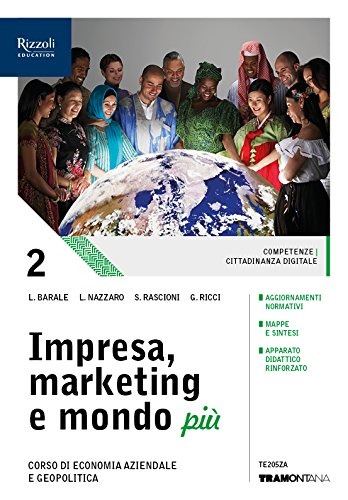 Rizzoli
EDUCATION
COMPETENZE |
CITTADINANZA DIGITALE
2
L. BARALE L. NAZZARO S. RASCIONI G. RICCI
AGGIORNAMENTI
NORMATIVI
MAPPE
E SINTESI
APPARATO
DIDATTICO
RINFORZATO
Impresa,
marketing
e mondo più
CORSO DI ECONOMIA AZIENDALE
E GEOPOLITICA
TE205ZA
TRAMONTANA